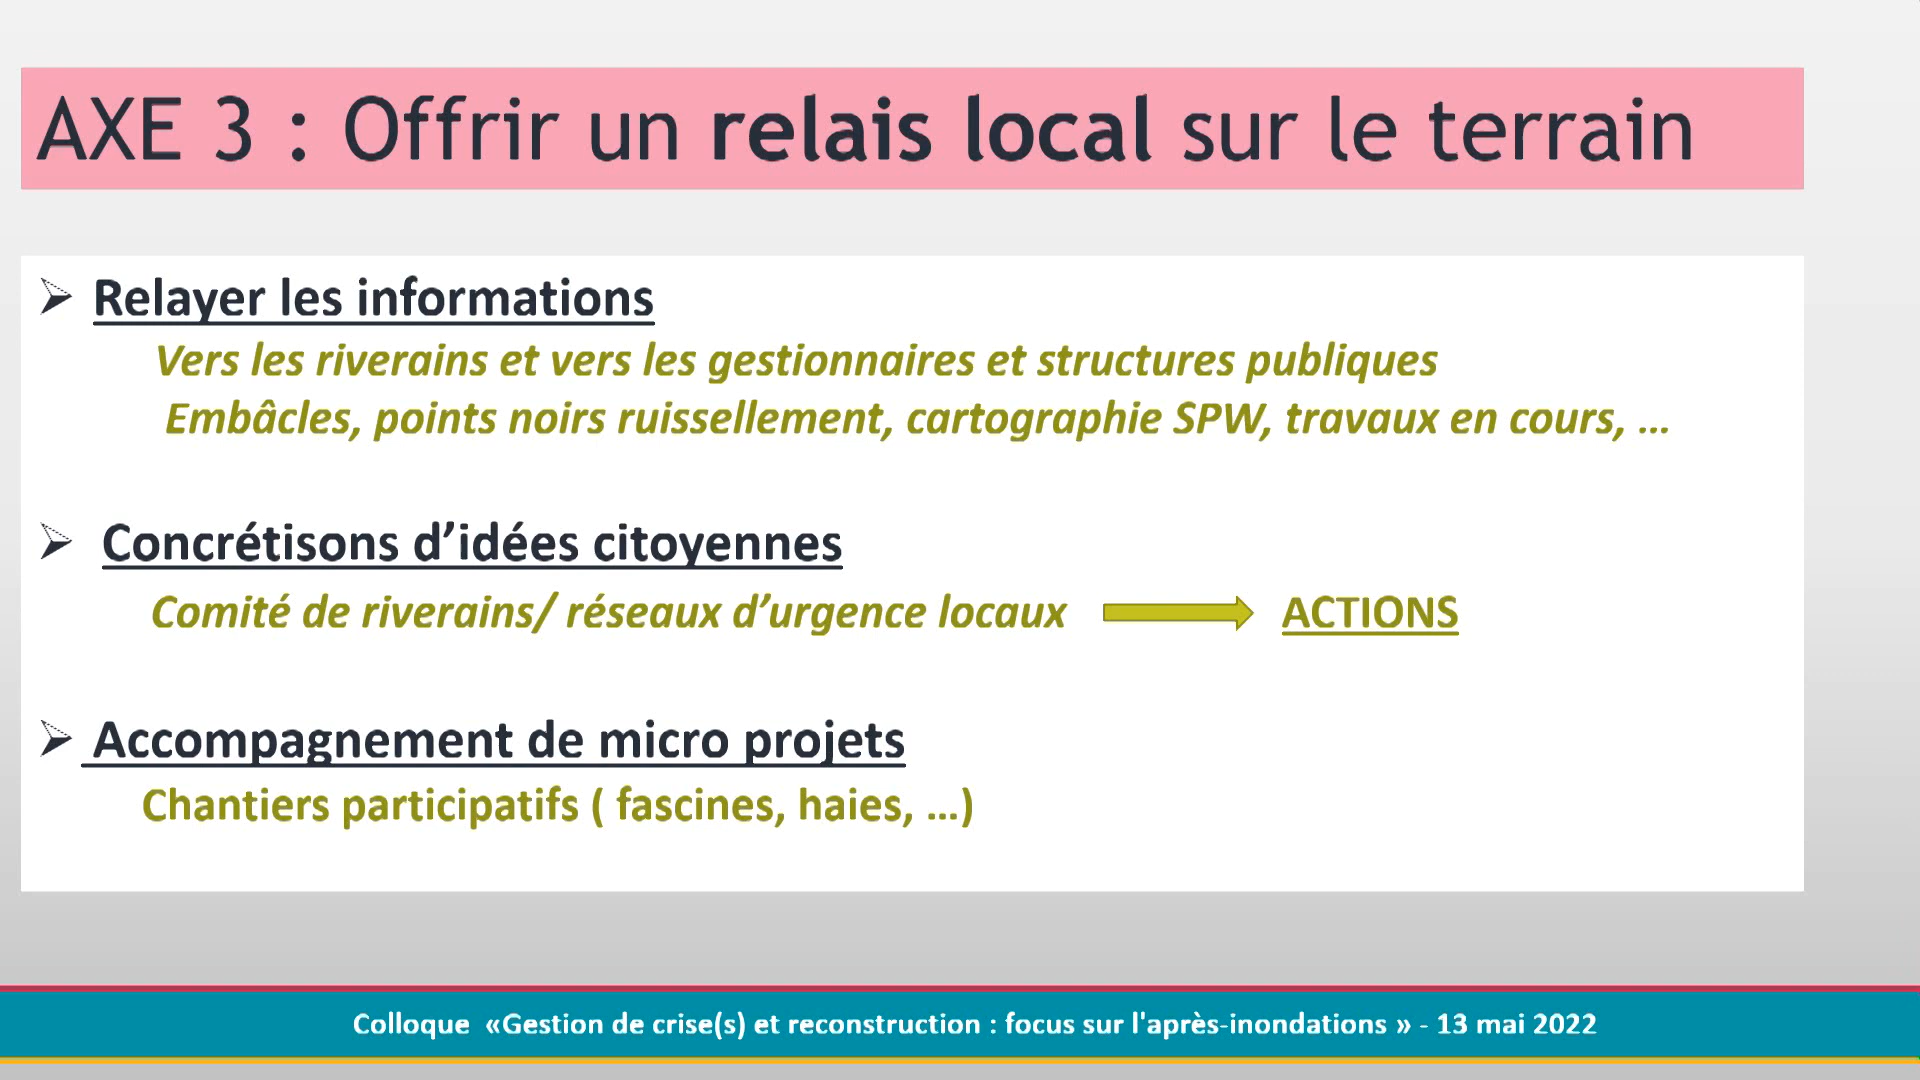 AXE 3 : Offrir un relais local sur le terrain
Relayer les informations
Vers les riverains et vers les gestionnaires et structures publiques
Embâcles, points noirs ruissellement, cartographie SPW, travaux en cours, ...
Concrétisons d’idées citoyennes
Comité de riverains/ réseaux d’urgence locaux ACTIONS
Accompagnement de micro projets
Chantiers participatifs ( fascines, haies, ...)
Colloque «Gestion de crise(s) et reconstruction : focus sur l'après-inondations » - 13 mai 2022